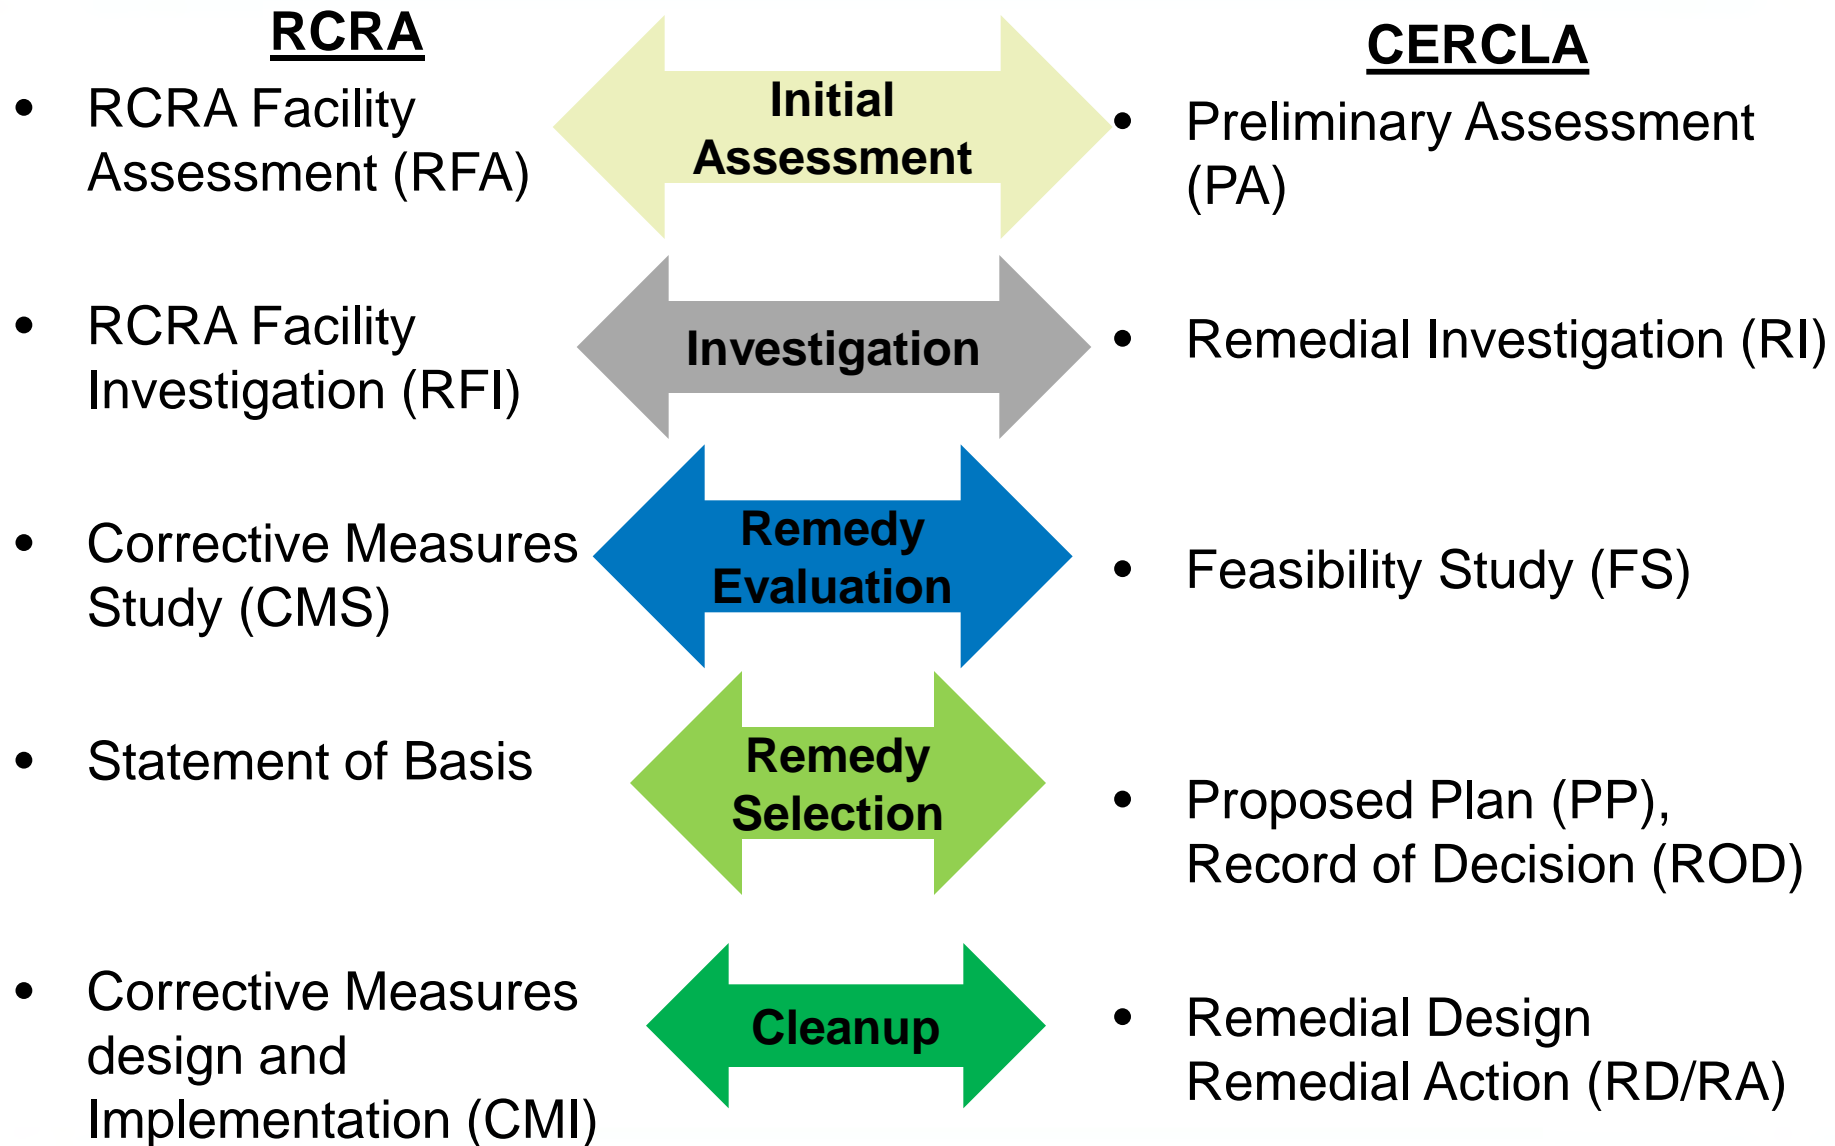 RCRA
CERCLA
• RCRA Facility
Assessment (RFA)
Initial
Assessment
• Preliminary Assessment
(PA)
• RCRA Facility
Investigation (RFI)
Investigation
• Remedial Investigation (RI)
• Corrective Measures
Study (CMS)
Remedy
Evaluation
• Feasibility Study (FS)
• Statement of Basis
Remedy
Selection
• Proposed Plan (PP),
Record of Decision (ROD)
• Corrective Measures
design and
Implementation (CMI)
Cleanup
• Remedial Design
Remedial Action (RD/RA)